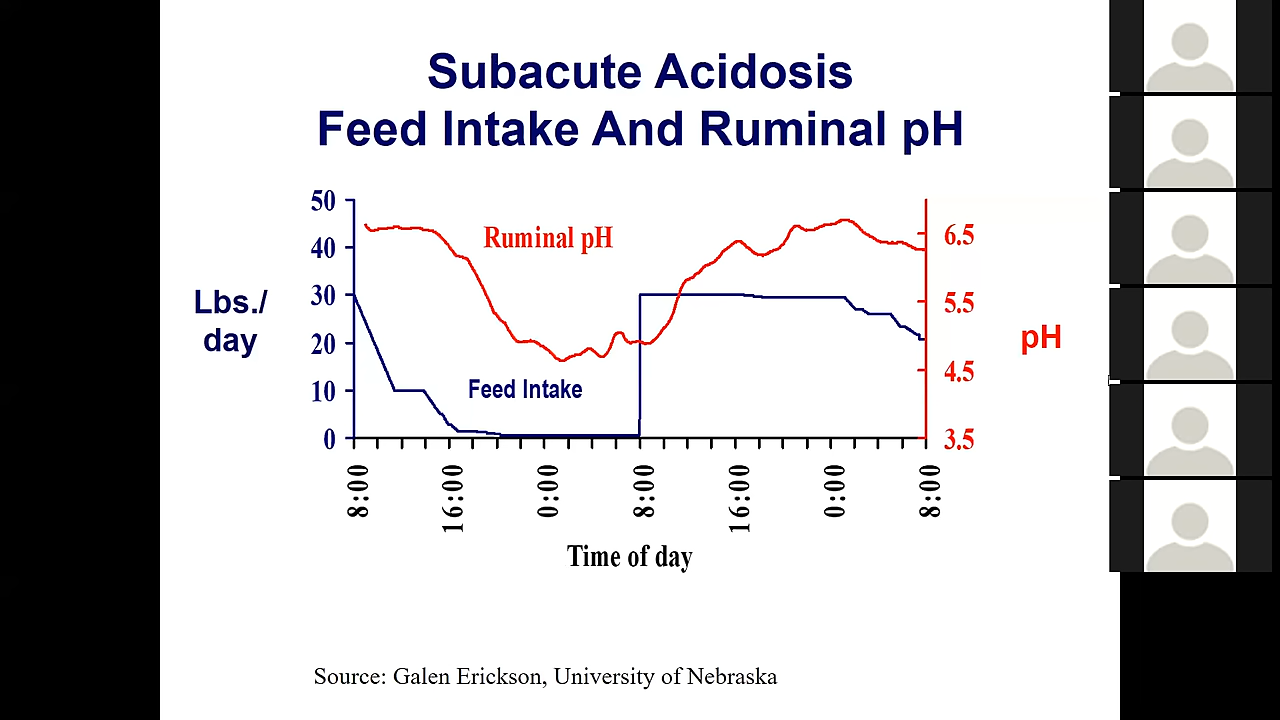 Subacute Acidosis
Feed Intake And Ruminal pH
50
40
30
20
10
0
Lbs./
day
Ruminal pH
Feed Intake
6.5
5.5
4.5
3.5
pH
8:00
16:00
0:00
8:00
16:00
0:00
8:00
Time of day
Source: Galen Erickson, University of Nebraska